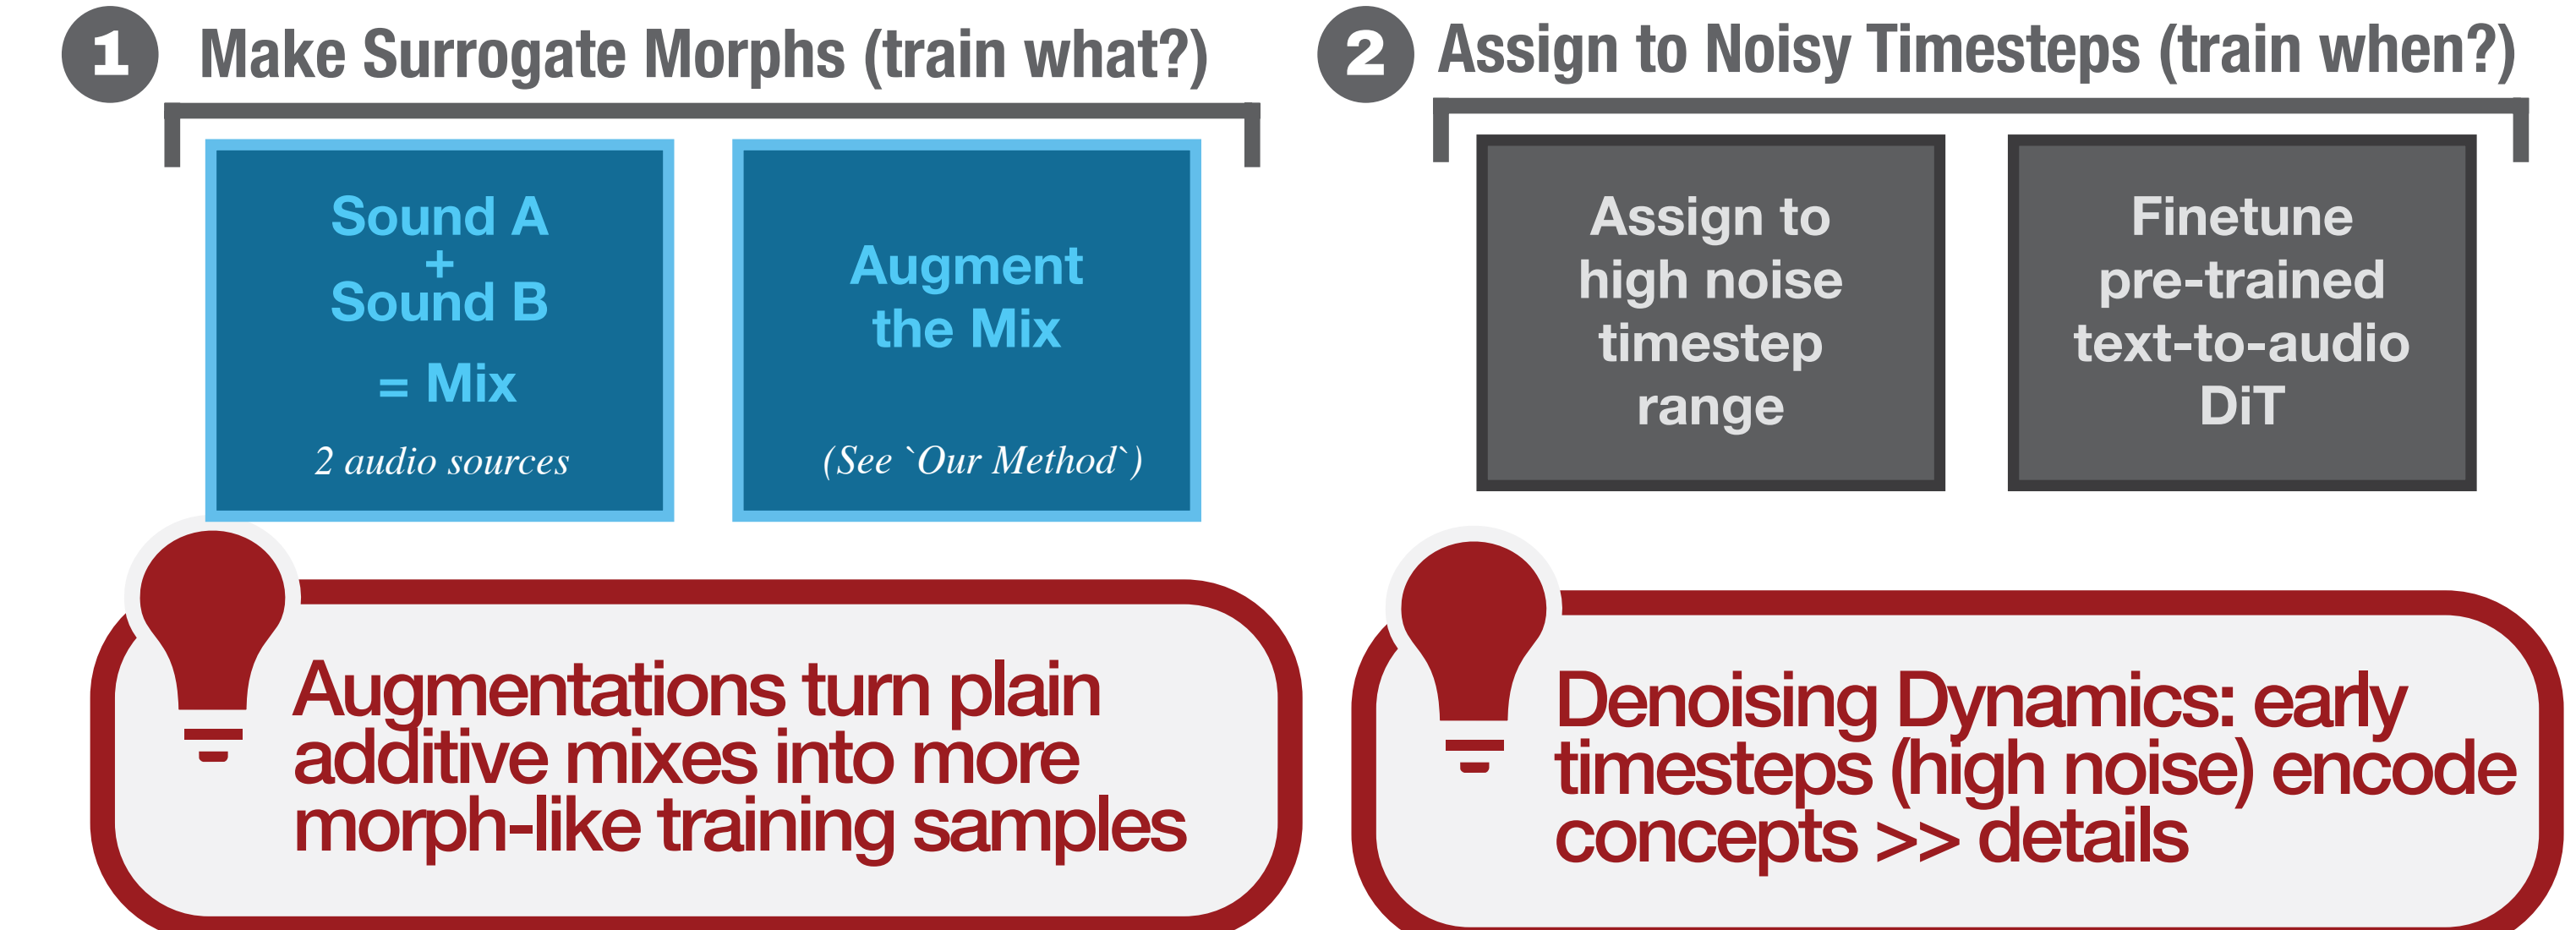 1 Make Surrogate Morphs (train what?)
Sound A
+
Sound B
= Mix
2 audio sources
Augment
the Mix
(See `Our Method`)
Augmentations turn plain
additive mixes into more
morph-like training samples
2 Assign to Noisy Timesteps (train when?)
Assign to
high noise
timestep
range
Finetune
pre-trained
text-to-audio
DiT
Denoising Dynamics: early
timesteps (high noise) encode
concepts >> details